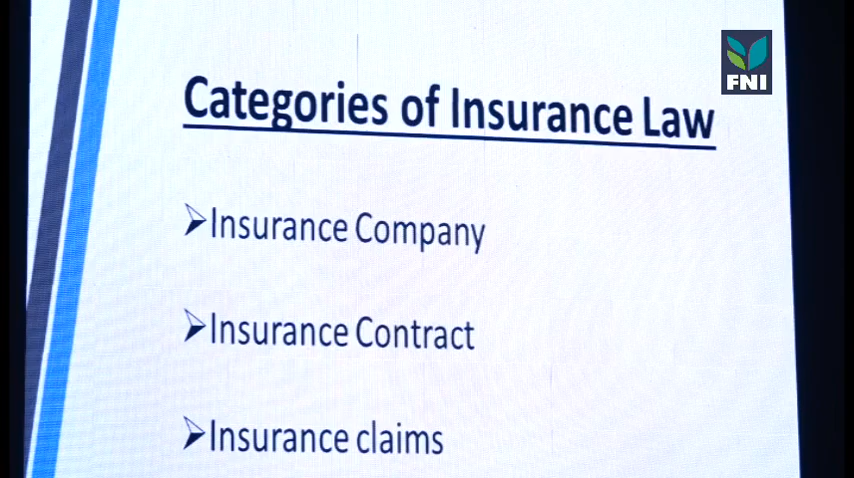 FNI
Categories of Insurance Law
➢Insurance Company
➢Insurance Contract
➢Insurance claims